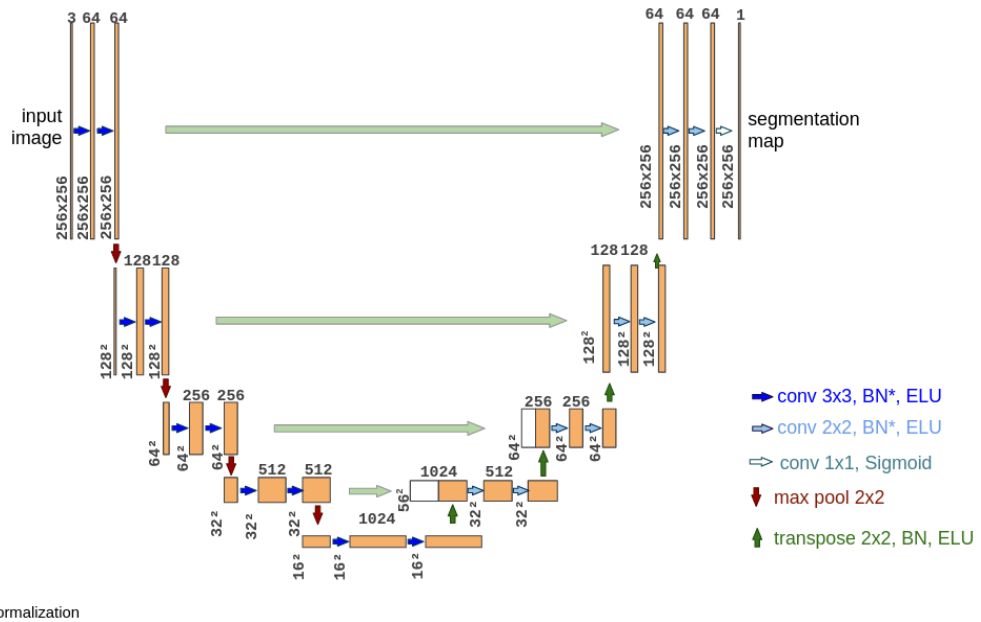 3 64 64
64 64 64 1
input
image
segmentation
map
256x256
256x256
256x256
256x256
256x256
256x256
256x256
128 128
128 128
128²
128²
128²
128²
128²
128²
256 256
256 256
64²
64²
64²
64²
64²
64²
512 512
1024 512
32²
32²
32²
56²
32²
32²
1024
16²
16²
16²
conv 3x3, BN*, ELU
conv 2x2, BN*, ELU
conv 1x1, Sigmoid
max pool 2x2
transpose 2x2, BN, ELU
ormalization